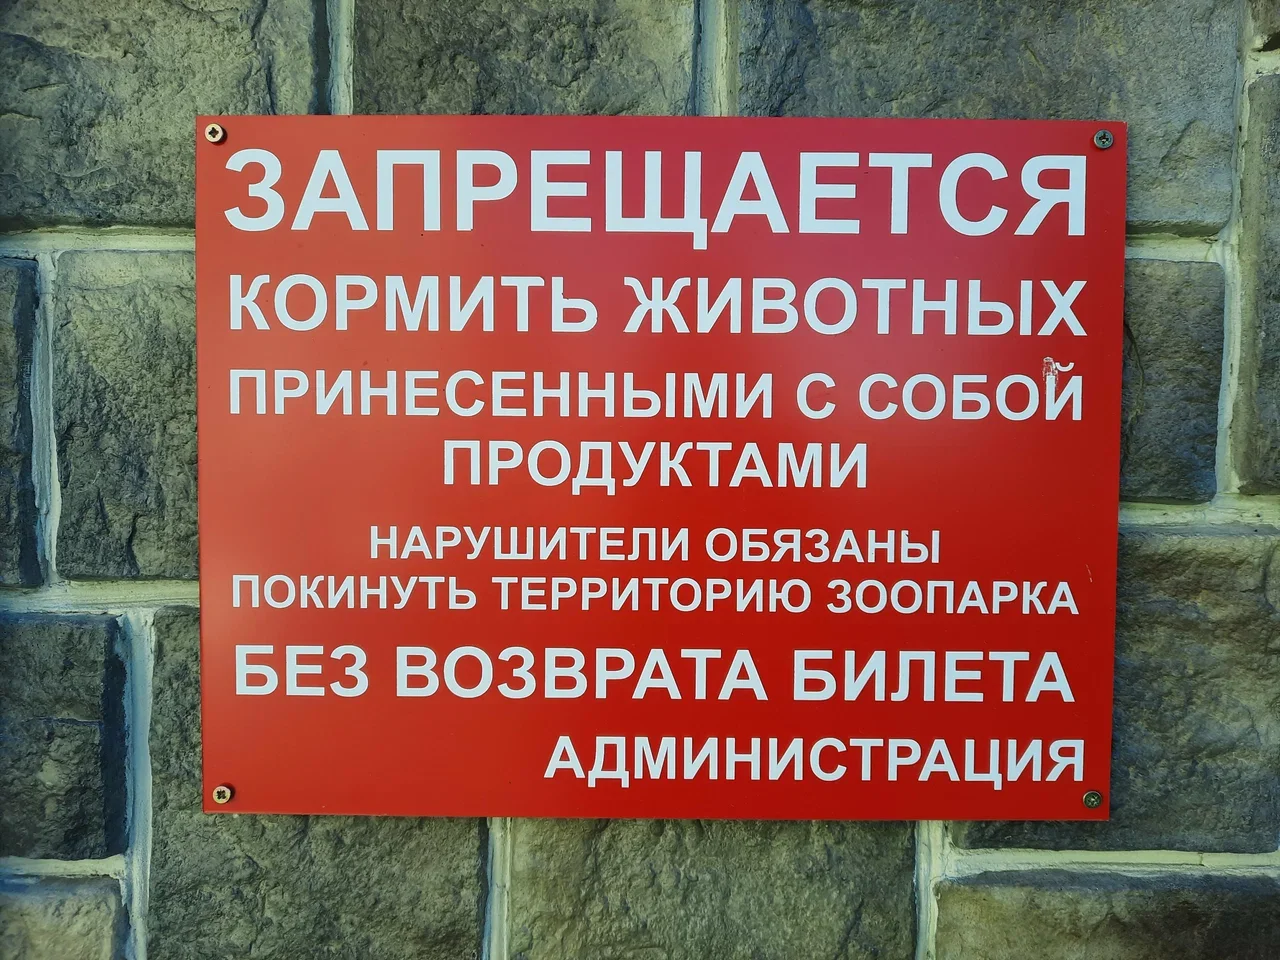 ЗАПРЕЩАЕТСЯ
КОРМИТЬ ЖИВОТНЫХ
ПРИНЕСЕННЫМИ С СОБОЙ
ПРОДУКТАМИ
НАРУШИТЕЛИ ОБЯЗАНЫ
ПОКИНУТЬ ТЕРРИТОРИЮ ЗООПАРКА
БЕЗ ВОЗВРАТА БИЛЕТА
АДМИНИСТРАЦИЯ